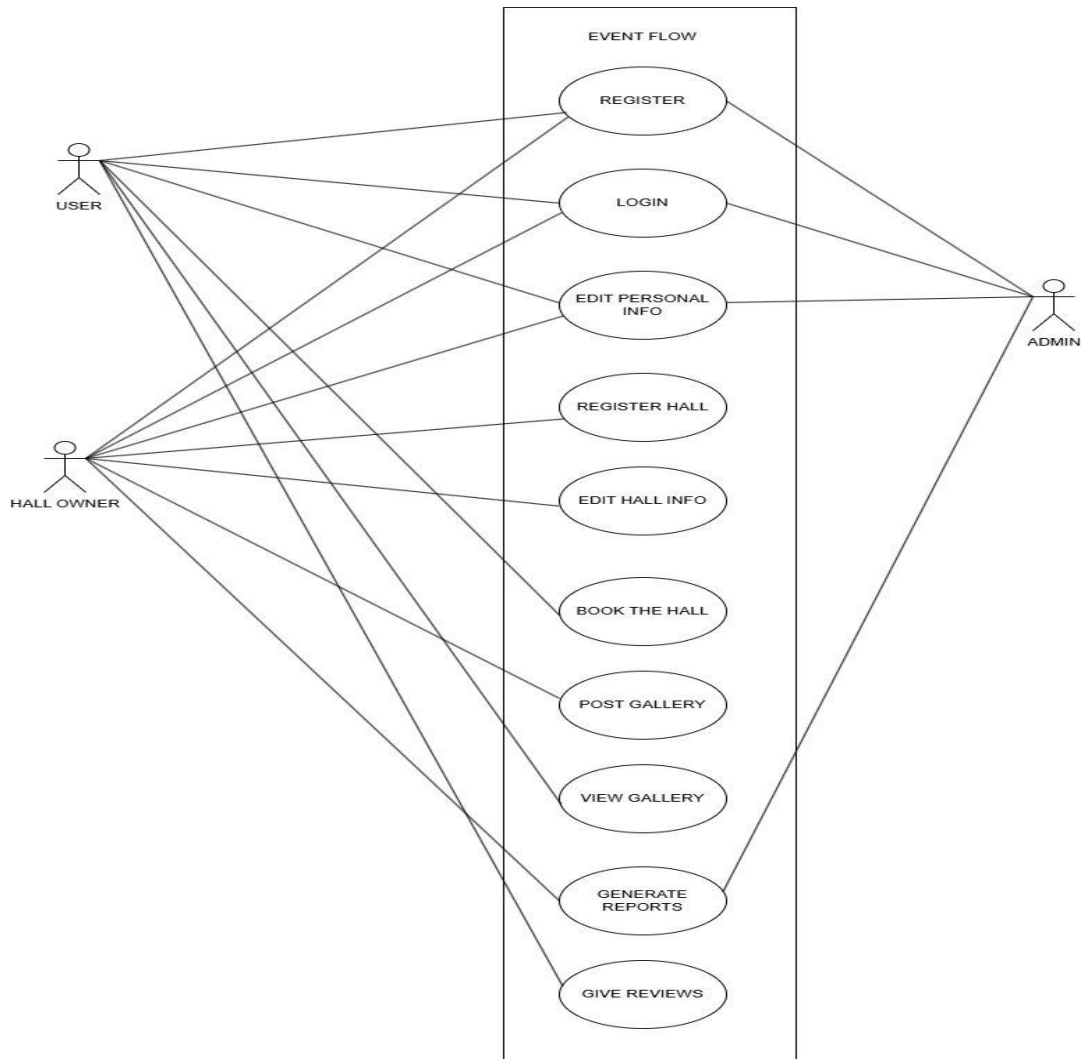 EVENT FLOW
REGISTER
USER
LOGIN
EDIT PERSONAL
INFO
ADMIN
REGISTER HALL
HALL OWNER
EDIT HALL INFO
BOOK THE HALL
POST GALLERY
VIEW GALLERY
GENERATE
REPORTS
GIVE REVIEWS